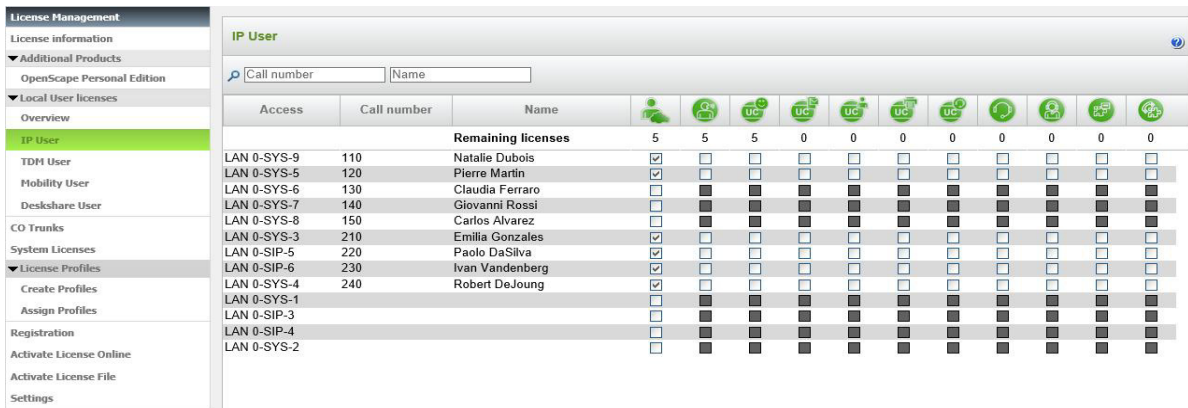 License Management
License information
Additional Products
OpenScape Personal Edition
Local User licenses
Overview
IP User
TDM User
Mobility User
Deskshare User
CO Trunks
System Licenses
License Profiles
Create Profiles
Assign Profiles
Registration
Activate License Online
Activate License File
Settings
IP User
?
Call number Name
Access Call number Name UC UC UC UC UC
Remaining licenses 5 5 5 0 0 0 0 0 0 0 0
LAN 0-SYS-9 110 Natalie Dubois
LAN 0-SYS-5 120 Pierre Martin
LAN 0-SYS-6 130 Claudia Ferraro
LAN 0-SYS-7 140 Giovanni Rossi
LAN 0-SYS-8 150 Carlos Alvarez
LAN 0-SYS-3 210 Emilia Gonzales
LAN 0-SIP-5 220 Paolo DaSilva
LAN 0-SIP-6 230 Ivan Vandenberg
LAN 0-SYS-4 240 Robert DeJoung
LAN 0-SYS-1
LAN 0-SIP-3
LAN 0-SIP-4
LAN 0-SYS-2